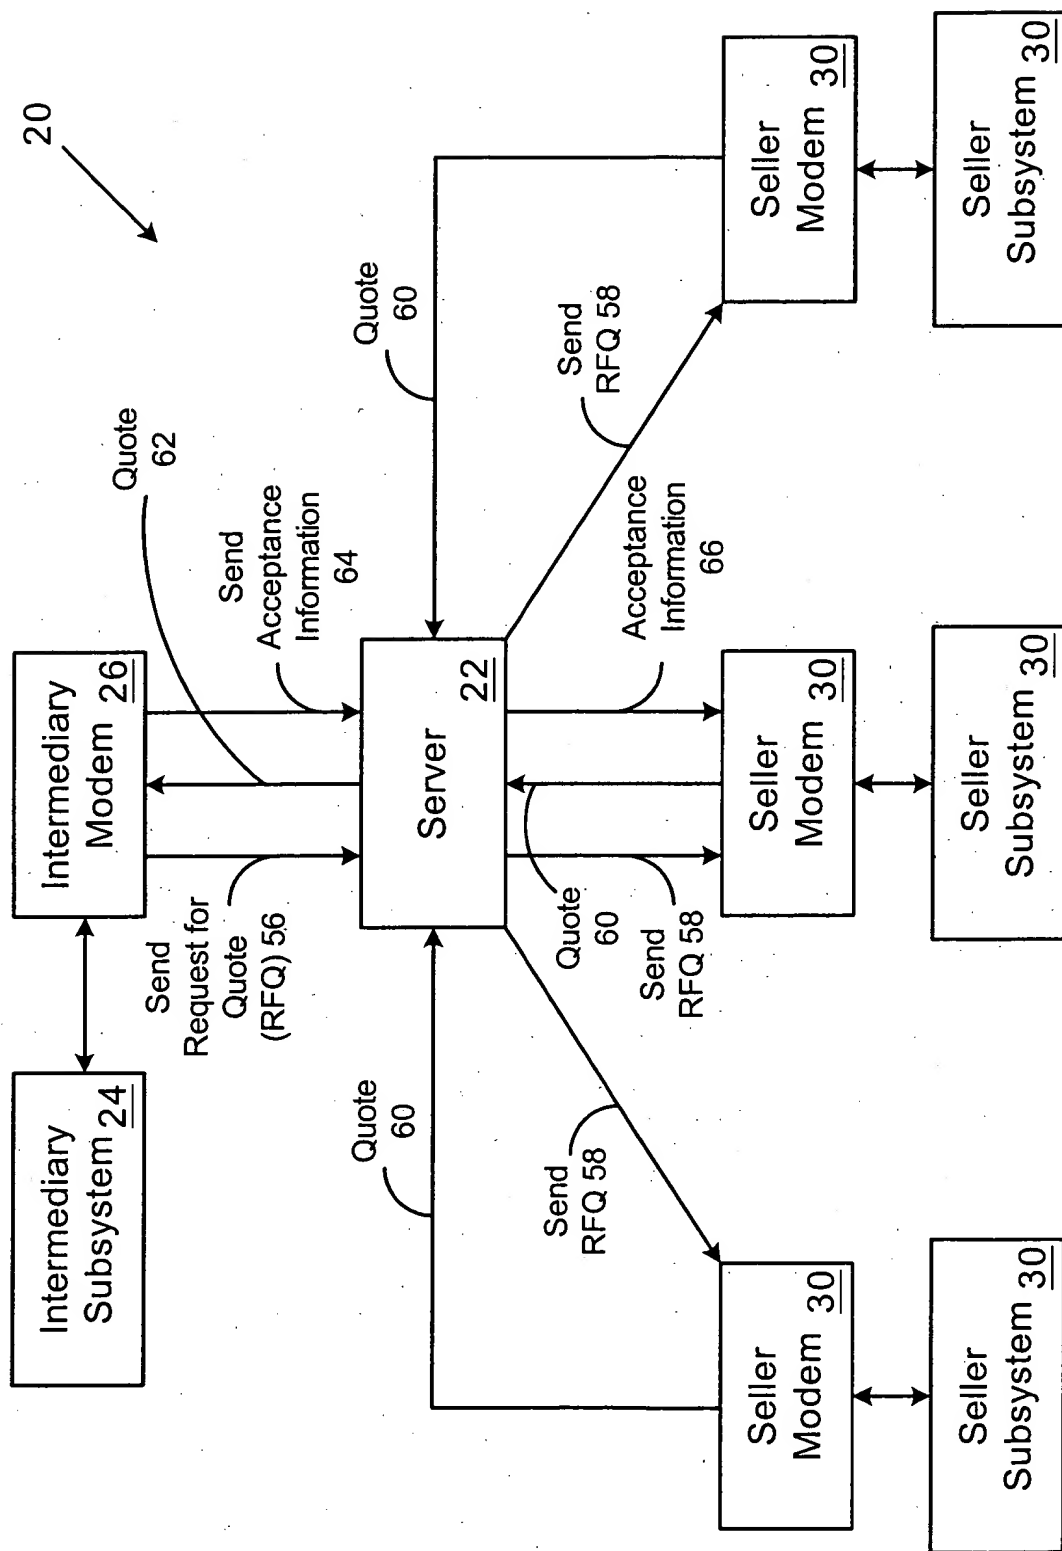 20
Intermediary
Subsystem 24
Intermediary
Modem 26
Send
Request for
Quote
(RFQ) 56
Quote
62
Send
Acceptance
Information
64
Quote
60
Server
22
Quote
60
Send
RFQ 58
Quote
60
Send
RFQ 58
Acceptance
Information
66
Send
RFQ 58
Seller
Modem 30
Seller
Modem 30
Seller
Modem 30
Seller
Subsystem 30
Seller
Subsystem 30
Seller
Subsystem 30